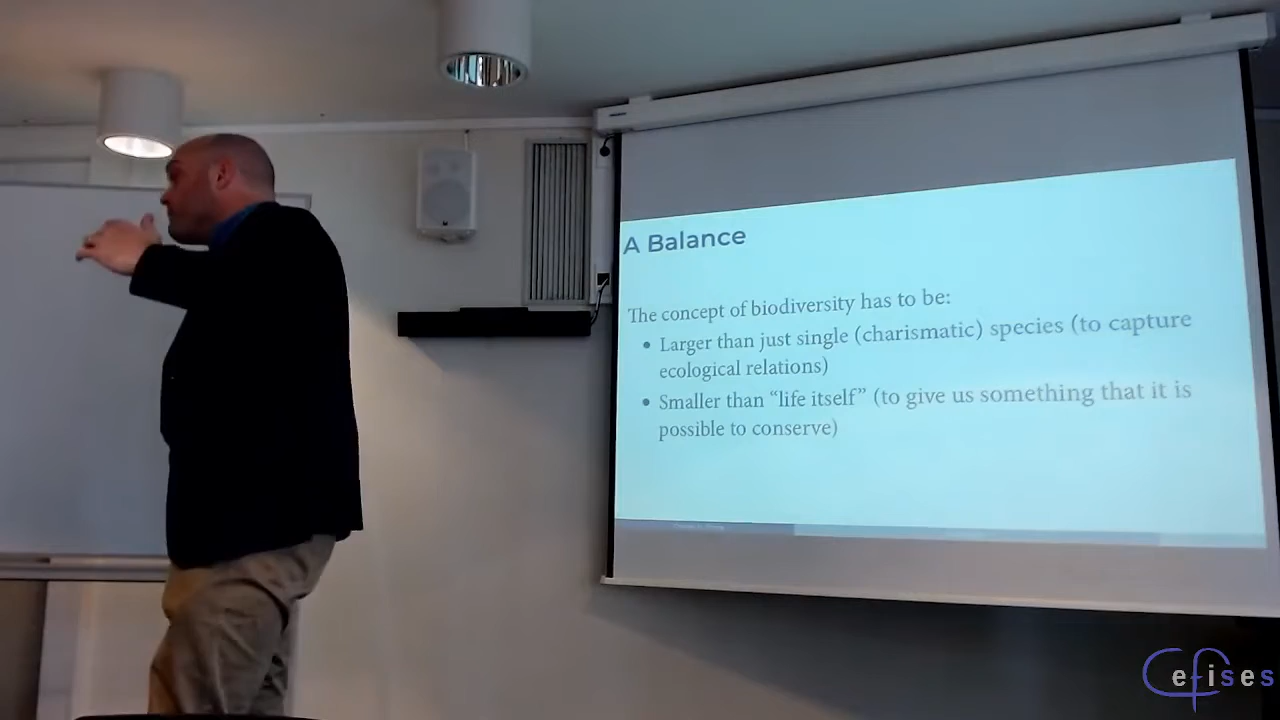 A Balance
The concept of biodiversity has to be:
• Larger than just single (charismatic) species (to capture
ecological relations)
• Smaller than “life itself” (to give us something that it is
possible to conserve)
efises